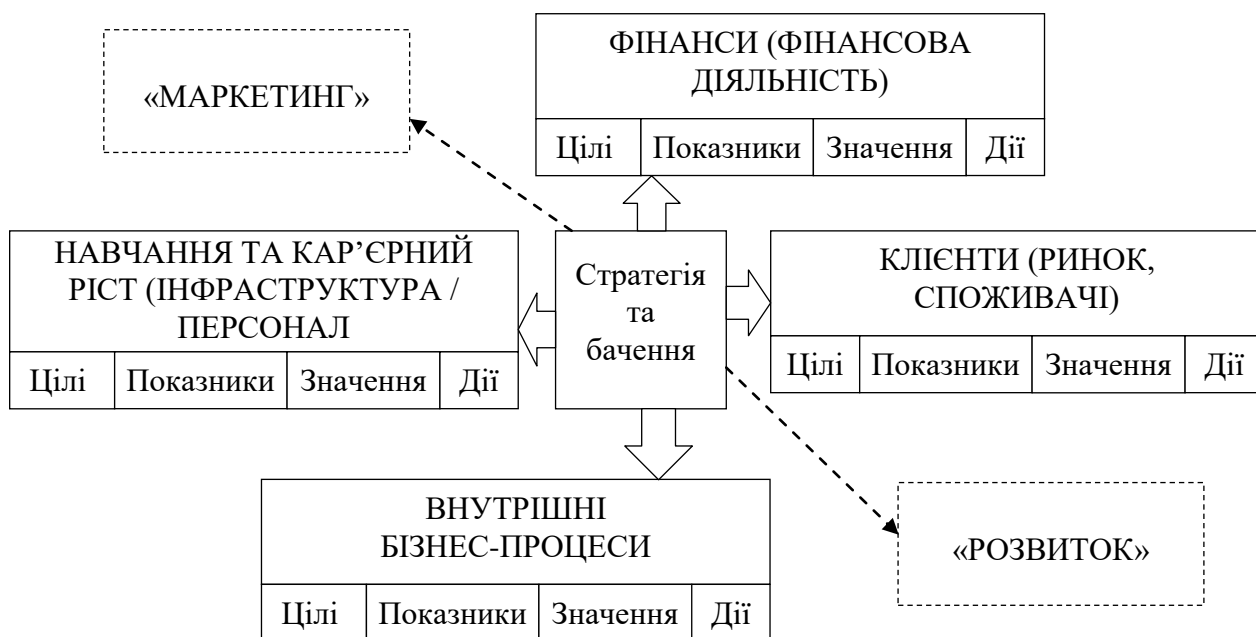 ФІНАНСИ (ФІНАНСОВА
ДІЯЛЬНІСТЬ)
Цілі Показники Значення Дії
«МАРКЕТИНГ»
НАВЧАННЯ ТА КАР’ЄРНИЙ
РІСТ (ІНФРАСТРУКТУРА /
ПЕРСОНАЛ
Цілі Показники Значення Дії
Стратегія
та
бачення
КЛІЄНТИ (РИНОК,
СПОЖИВАЧІ)
Цілі Показники Значення Дії
ВНУТРІШНІ
БІЗНЕС-ПРОЦЕСИ
Цілі Показники Значення Дії
«РОЗВИТОК»